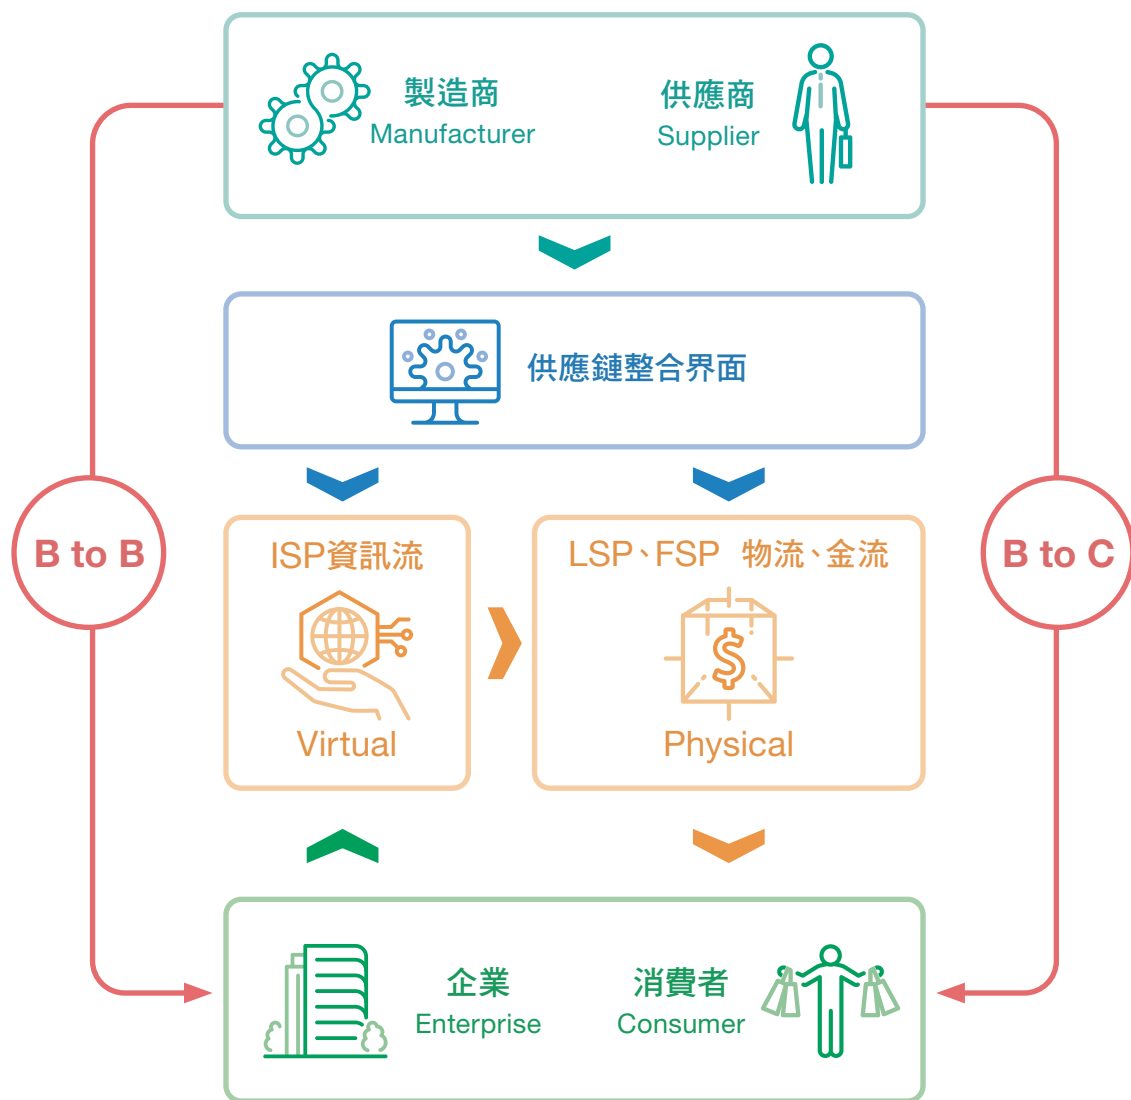 製造商
Manufacturer
供應商
Supplier
供應鏈整合界面
B to B
ISP資訊流
Virtual
LSP、FSP 物流、金流
Physical
B to C
企業
Enterprise
消費者
Consumer